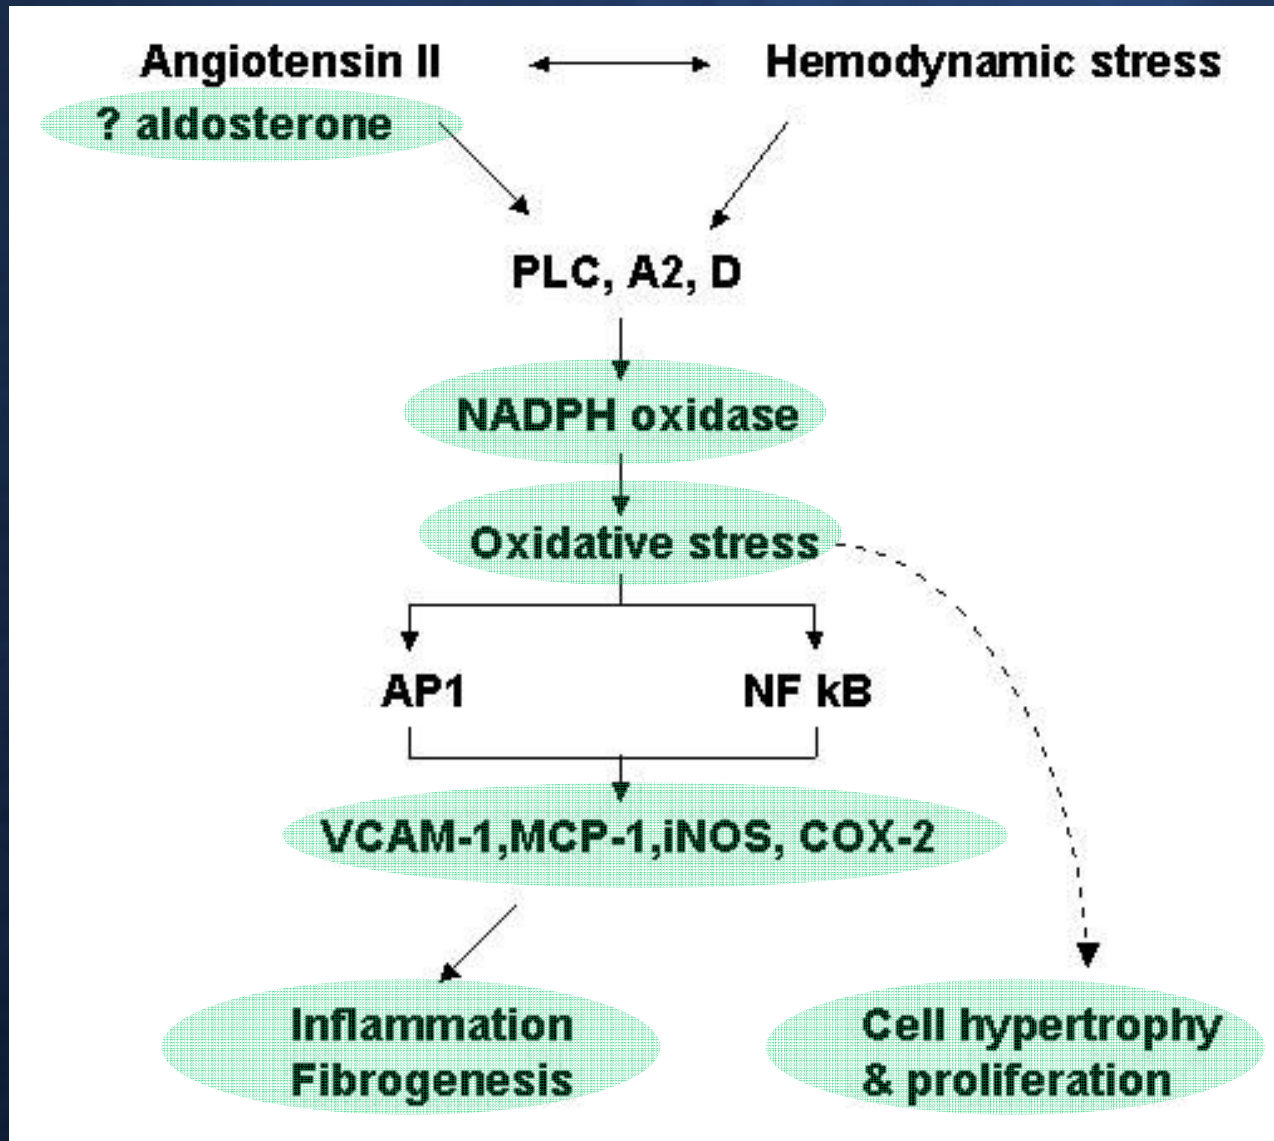 Angiotensin II
Hemodynamic stress
? aldosterone
PLC, A2, D
NADPH oxidase
Oxidative stress
AP1
NF kB
VCAM-1,MCP-1,iNOS, COX-2
Inflammation
Fibrogenesis
Cell hypertrophy
& proliferation